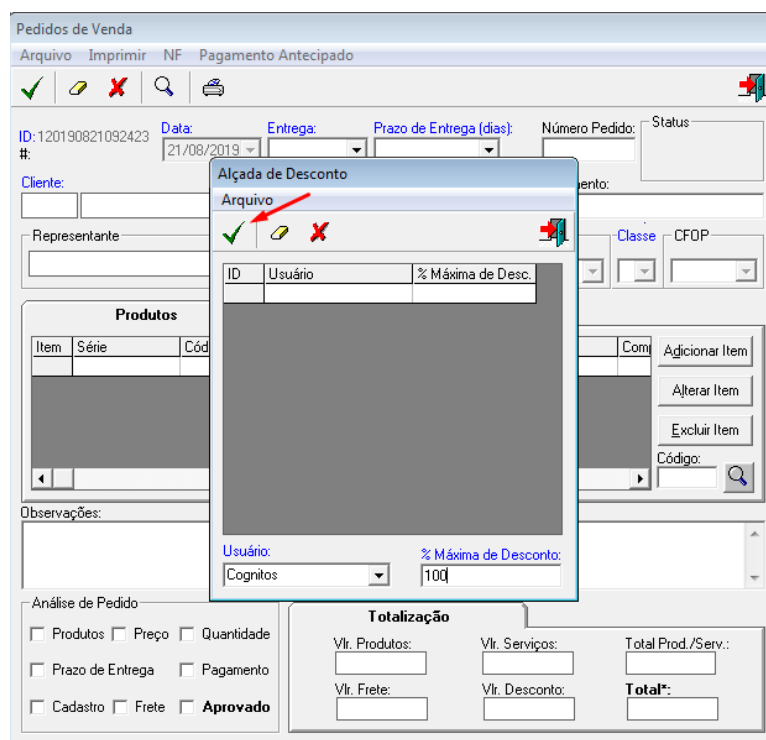 Pedidos de Venda
Arquivo Imprimir NF Pagamento Antecipado
ID:120190821092423
#:
Data:
21/08/2019
Entrega:
Prazo de Entrega (dias):
Número Pedido:
Status
Cliente:
Representante
Classe
CFOP
Alçada de Desconto
Arquivo
ID Usuário % Máxima de Desc.
Usuário:
Cognitos
% Máxima de Desconto:
100
Produtos
Item Série
Adicionar Item
Alterar Item
Excluir Item
Código:
Observações:
Análise de Pedido
Produtos Preço Quantidade
Prazo de Entrega Pagamento
Cadastro Frete Aprovado
Totalização
Vlr. Produtos: Vlr. Serviços: Total Prod./Serv.:
Vlr. Frete: Vlr. Desconto: Total*: